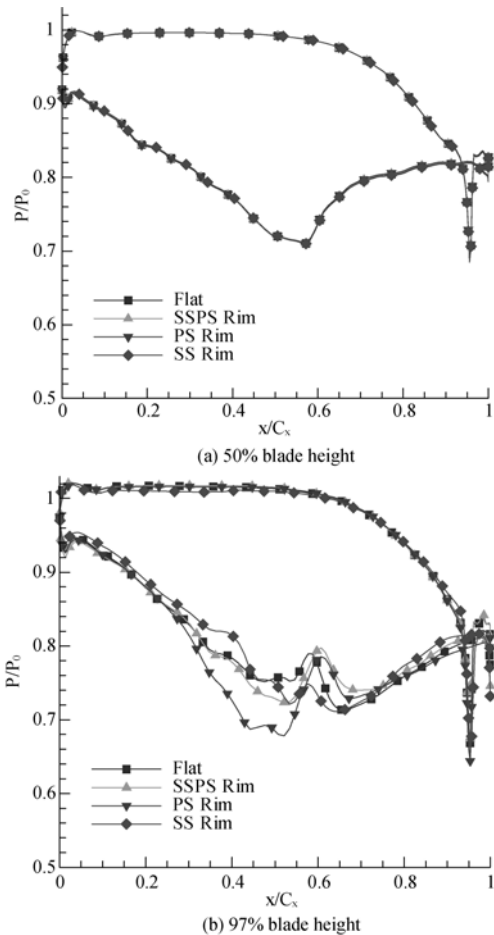 1
0.9
0.8
P/P₀
0.7
0.6
0.5
0
0.2
0.4
0.6
0.8
1
x/Cₓ
Flat
SSPS Rim
PS Rim
SS Rim
(a) 50% blade height
1
0.9
0.8
P/P₀
0.7
0.6
0.5
0
0.2
0.4
0.6
0.8
1
x/Cₓ
Flat
SSPS Rim
PS Rim
SS Rim
(b) 97% blade height